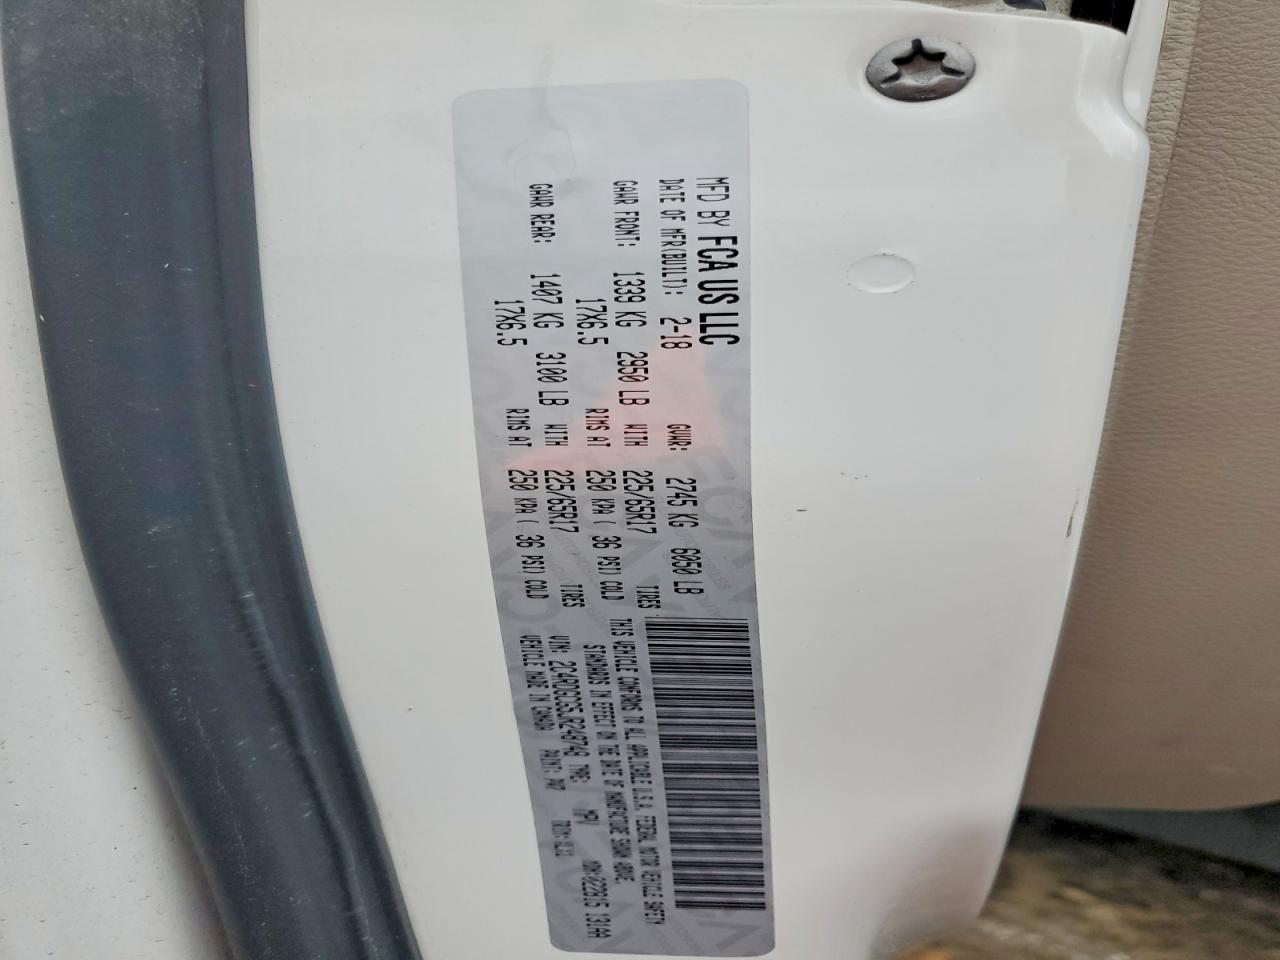 MFD BY FCA US LLC
DATE OF MFR(BUILT): 2-18 GVWR: 2745 KG 6050 LB
GAWR FRONT: 1339 KG 2950 LB WITH 225/65R17 TIRES
17X6.5 RIMS AT 250 KPA ( 36 PSI) COLD
GAWR REAR: 1407 KG 3100 LB WITH 225/65R17 TIRES
17X6.5 RIMS AT 250 KPA ( 36 PSI) COLD
THIS VEHICLE CONFORMS TO ALL APPLICABLE U.S.A. FEDERAL MOTOR VEHICLE SAFETY
STANDARDS IN EFFECT ON THE DATE OF MANUFACTURE SHOWN ABOVE.
TYPE: MPV
VEHICLE MADE IN CANADA PAINT: PW7